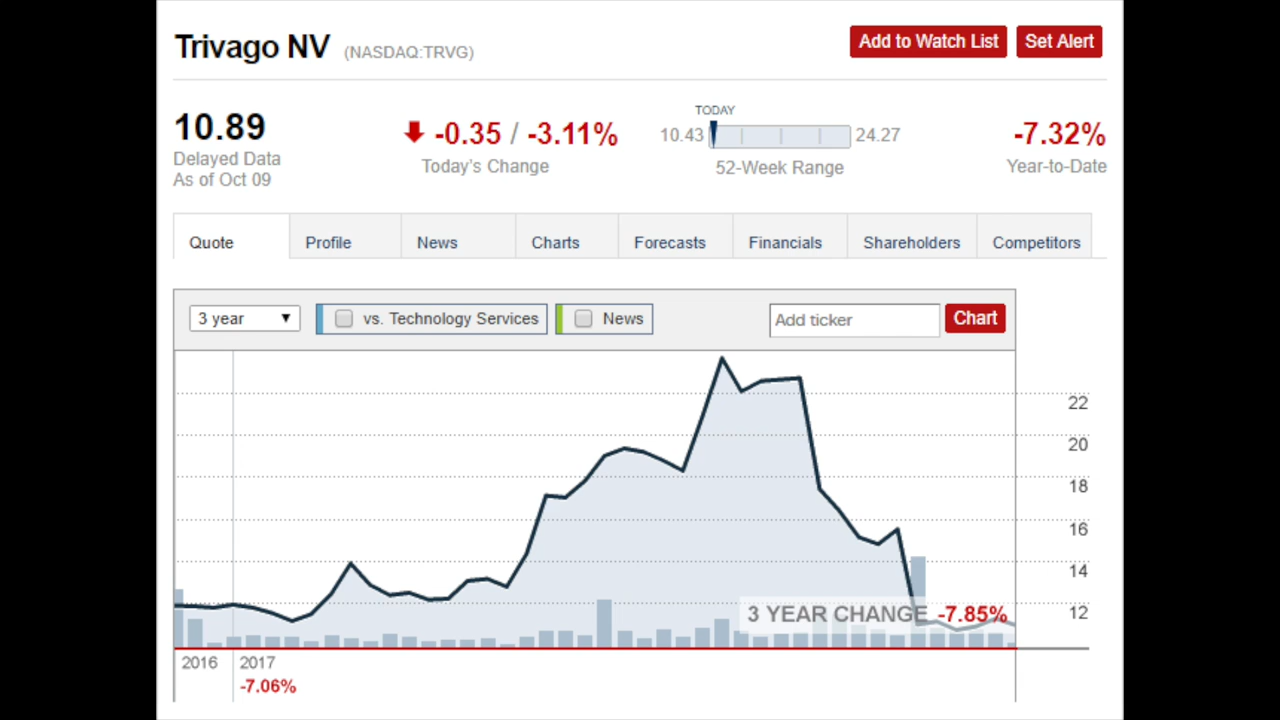 Trivago NV (NASDAQ:TRVG)
Add to Watch List
Set Alert
10.89
Delayed Data
As of Oct 09
-0.35 / -3.11%
Today's Change
TODAY
10.43
24.27
52-Week Range
-7.32%
Year-to-Date
Quote
Profile
News
Charts
Forecasts
Financials
Shareholders
Competitors
3 year
vs. Technology Services
News
Add ticker
Chart
22
20
18
16
14
12
3 YEAR CHANGE -7.85%
2016
2017
-7.06%